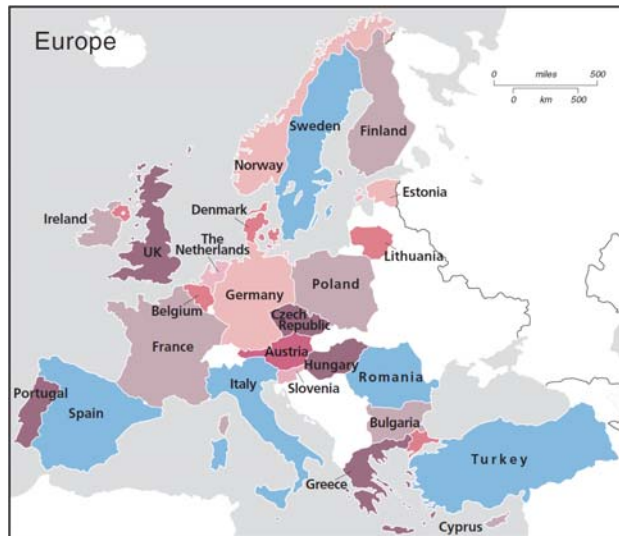 Europe
0 miles 500
0 km 500
Sweden
Finland
Norway
Estonia
Denmark
Ireland
The
Netherlands
Lithuania
UK
Poland
Germany
Belgium
Czech
Republic
France
Austria
Hungary
Romania
Italy
Slovenia
Portugal
Spain
Bulgaria
Turkey
Greece
Cyprus